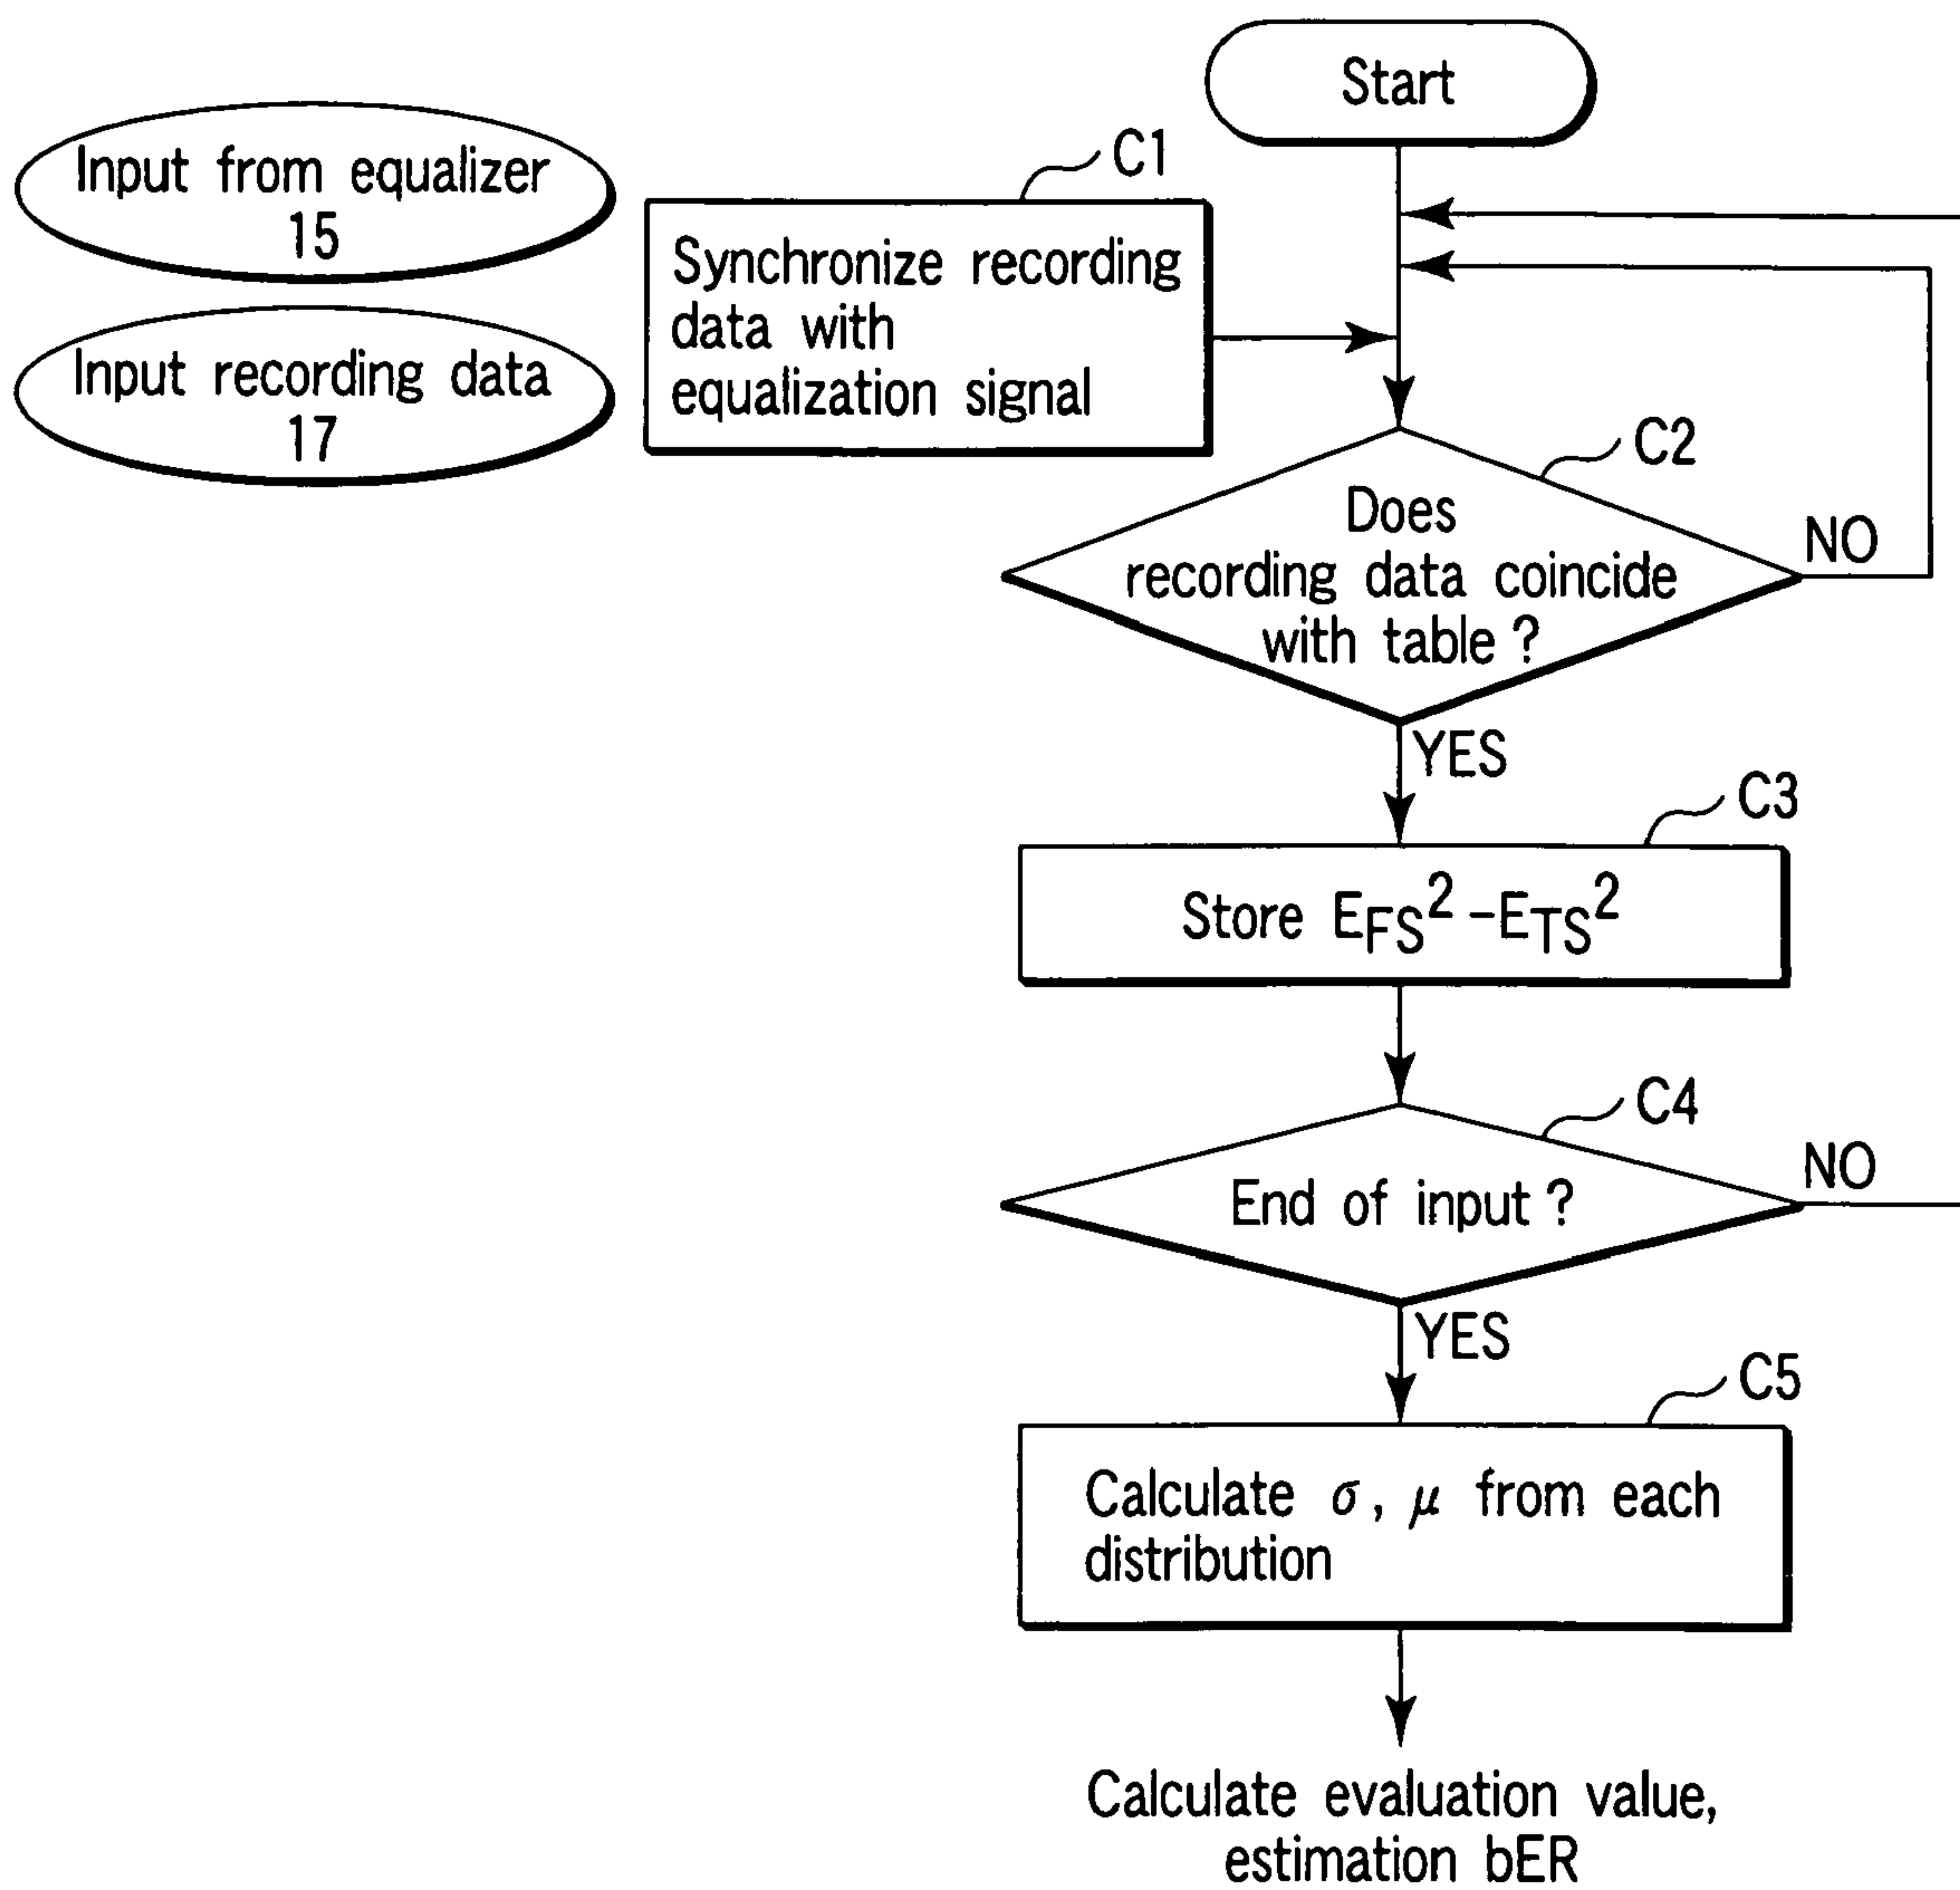 Start
Input from equalizer
15
Input recording data
17
C1
Synchronize recording
data with
equalization signal
C2
Does
recording data coincide
with table ?
NO
YES
C3
Store E_FS² – E_TS²
C4
End of input ?
NO
YES
C5
Calculate σ, μ from each
distribution
Calculate evaluation value,
estimation bER